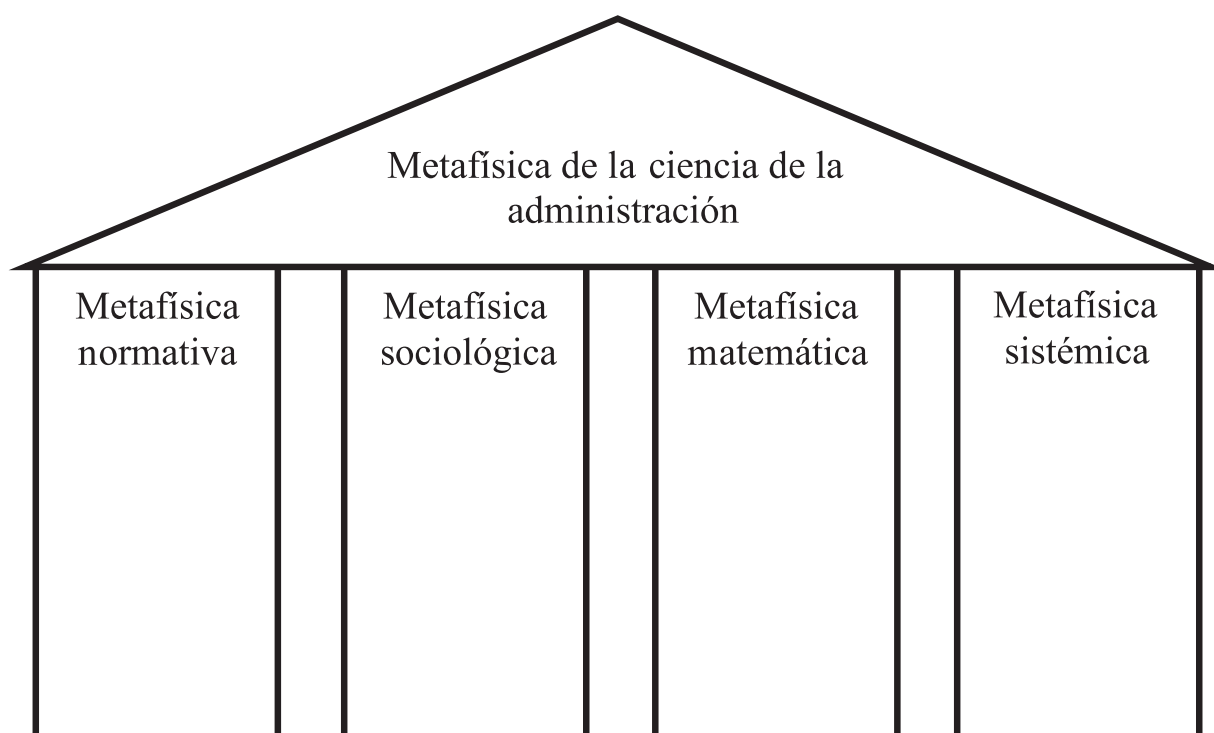 Metafísica de la ciencia de la
administración
Metafísica
normativa
Metafísica
sociológica
Metafísica
matemática
Metafísica
sistémica